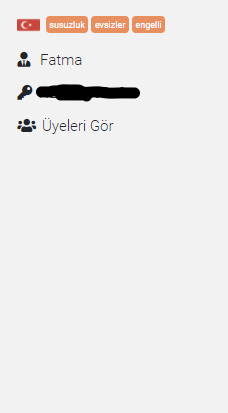 susuzluk evsizler engelli
Fatma
Üyeleri Gör